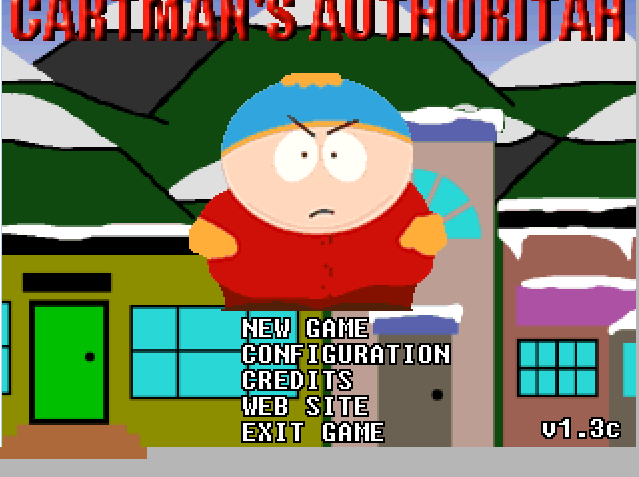 CARTMAN'S AUTHORITAH
NEW GAME
CONFIGURATION
CREDITS
WEB SITE
EXIT GAME
v1.3c